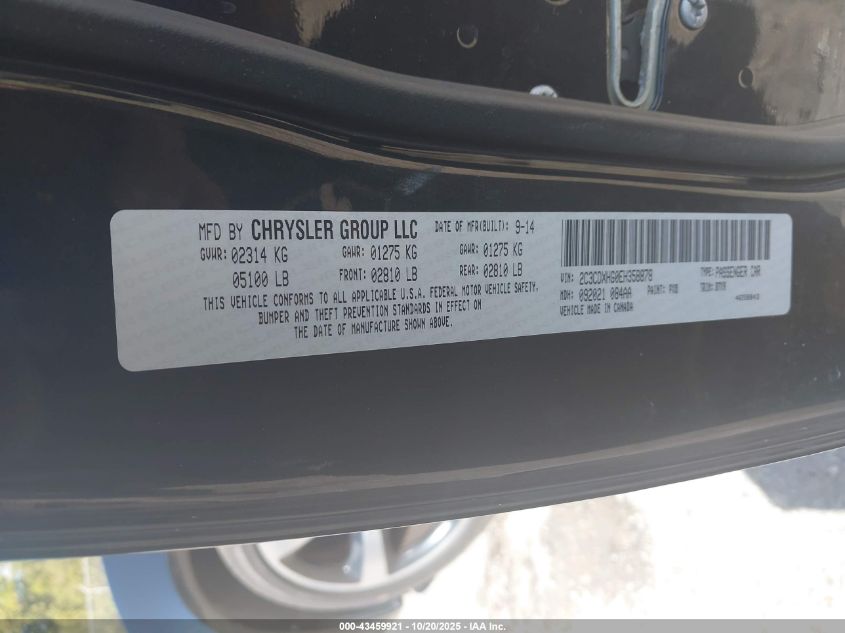 MFD BY CHRYSLER GROUP LLC DATE OF MFR(BUILT): 9-14
GVWR: 02314 KG GAWR: 01275 KG GAWR: 01275 KG
05100 LB FRONT: 02810 LB REAR: 02810 LB
THIS VEHICLE CONFORMS TO ALL APPLICABLE U.S.A. FEDERAL MOTOR VEHICLE SAFETY,
BUMPER AND THEFT PREVENTION STANDARDS IN EFFECT ON
THE DATE OF MANUFACTURE SHOWN ABOVE.
VIN: 2C3CDXHG0EH358878 TYPE: PASSENGER CAR
MDH: 092021 084AA PAINT: TRIM:
VEHICLE MADE IN CANADA
000-43459921 - 10/20/2025 - IAA Inc.